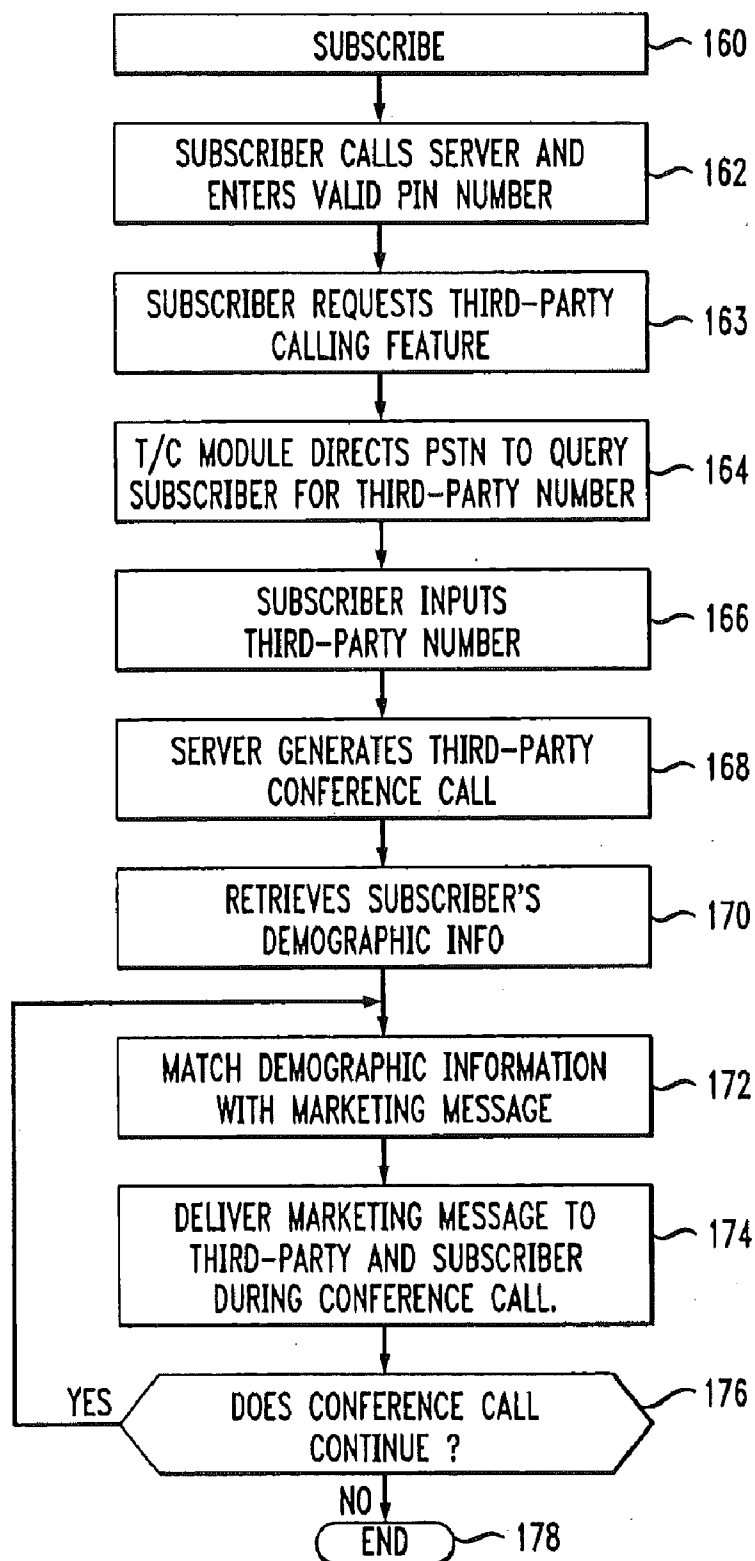 SUBSCRIBE
160
SUBSCRIBER CALLS SERVER AND
ENTERS VALID PIN NUMBER
162
SUBSCRIBER REQUESTS THIRD-PARTY
CALLING FEATURE
163
T/C MODULE DIRECTS PSTN TO QUERY
SUBSCRIBER FOR THIRD-PARTY NUMBER
164
SUBSCRIBER INPUTS
THIRD-PARTY NUMBER
166
SERVER GENERATES THIRD-PARTY
CONFERENCE CALL
168
RETRIEVES SUBSCRIBER'S
DEMOGRAPHIC INFO
170
MATCH DEMOGRAPHIC INFORMATION
WITH MARKETING MESSAGE
172
DELIVER MARKETING MESSAGE TO
THIRD-PARTY AND SUBSCRIBER
DURING CONFERENCE CALL.
174
YES
DOES CONFERENCE CALL
CONTINUE ?
176
NO
END
178